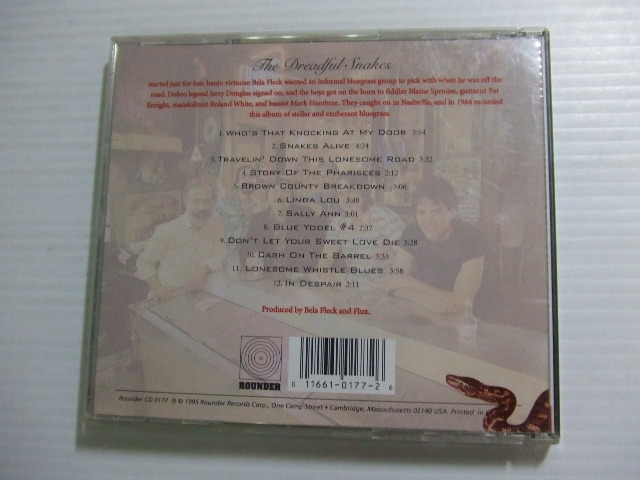 The Dreadful Snakes
started just for fun: banjo virtuoso Bela Fleck wanted an informal bluegrass group to pick with when he was off the
road. Dobro legend Jerry Douglas signed on, and the boys got on the horn to fiddler Blaine Sprouse, guitarist Pat
Enright, mandolinist Roland White, and bassist Mark Hembree. They caught on in Nashville, and in 1984 recorded
this album of stellar and exuberant bluegrass.
1. Who's That Knocking At My Door 3:54
2. Snakes Alive 4:24
3. Travelin' Down This Lonesome Road 3:32
4. Story Of The Pharisees 2:12
5. Brown County Breakdown 5:06
6. Linda Lou 3:40
7. Sally Ann 3:01
8. Blue Yodel #4 2:37
9. Don't Let Your Sweet Love Die 3:28
10. Cash On The Barrel 3:33
11. Lonesome Whistle Blues 3:58
12. In Despair 2:11
Produced by Bela Fleck and Flux.
ROUNDER
0 11661-0177-2 6
Rounder CD 0177 ℗ © 1995 Rounder Records Corp., One Camp Street • Cambridge, Massachusetts 02140 USA. Printed in